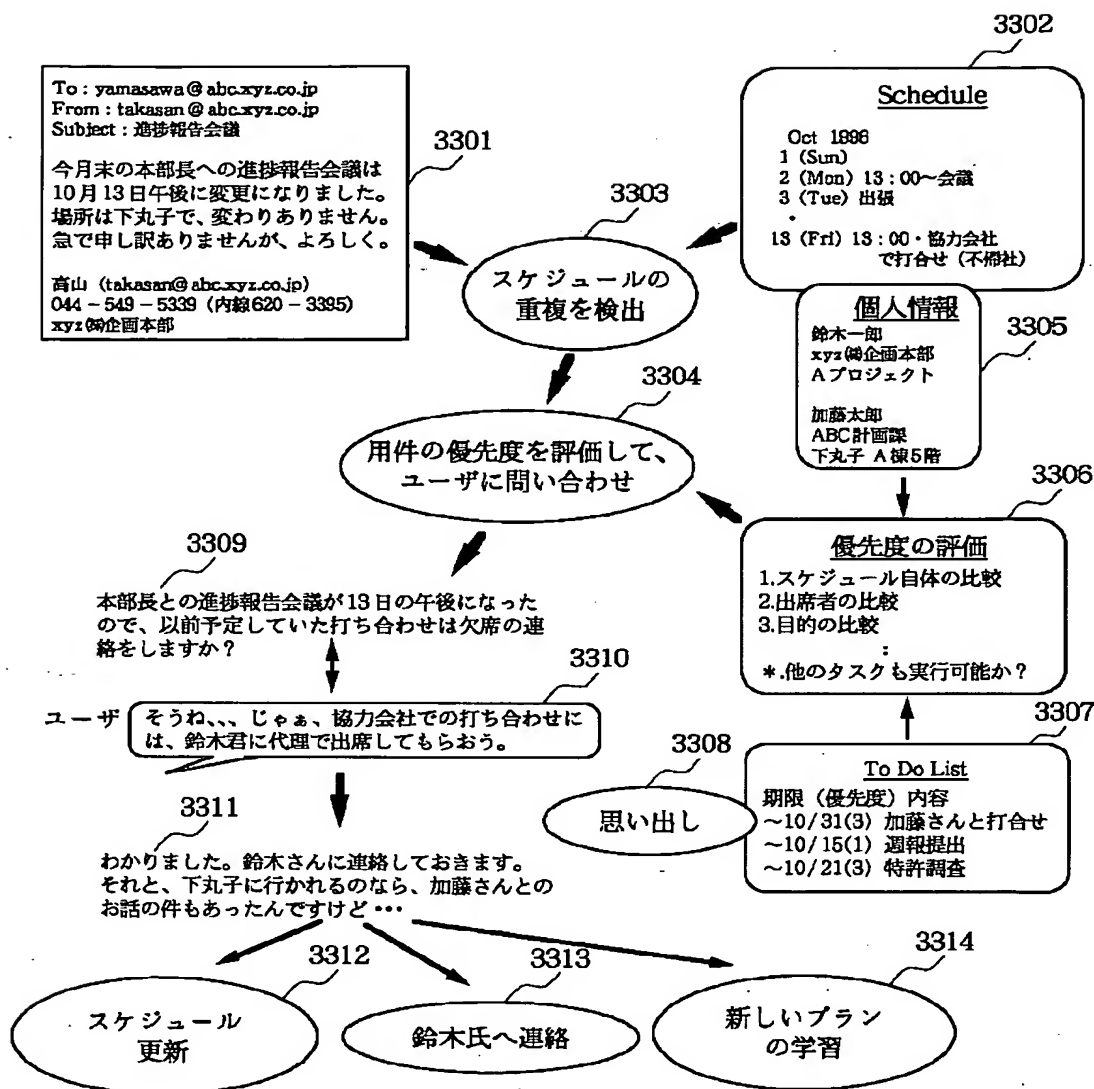 3302
To : yamasawa@abc.xyz.co.jp
From : takasan@abc.xyz.co.jp
Subject : 進捗報告会議
今月末の本部長への進捗報告会議は
10月13日午後に変更になりました。
場所は下丸子で、変わりありません。
急で申し訳ありませんが、よろしく。
高山（takasan@abc.xyz.co.jp）
044－549－5339（内線620－3395）
xyz㈱企画本部
3301
Schedule
Oct 1996
1 (Sun)
2 (Mon) 13：00～会議
3 (Tue) 出張
・
13 (Fri) 13：00・協力会社
で打合せ（不帰社）
3303
スケジュールの
重複を検出
個人情報
鈴木一郎
xyz㈱企画本部
Aプロジェクト
加藤太郎
ABC計画課
下丸子 A棟5階
3305
3304
用件の優先度を評価して、
ユーザに問い合わせ
3306
優先度の評価
1.スケジュール自体の比較
2.出席者の比較
3.目的の比較
：
＊.他のタスクも実行可能か？
3309
本部長との進捗報告会議が13日の午後になった
ので、以前予定していた打ち合わせは欠席の連
絡をしますか？
3310
ユーザ
そうね、、、じゃぁ、協力会社での打ち合わせに
は、鈴木君に代理で出席してもらおう。
3307
3308
思い出し
To Do List
期限（優先度）内容
～10/31(3) 加藤さんと打合せ
～10/15(1) 週報提出
～10/21(3) 特許調査
3311
わかりました。鈴木さんに連絡しておきます。
それと、下丸子に行かれるのなら、加藤さんとの
お話の件もあったんですけど・・・
3312
スケジュール
更新
3313
鈴木氏へ連絡
3314
新しいプラン
の学習